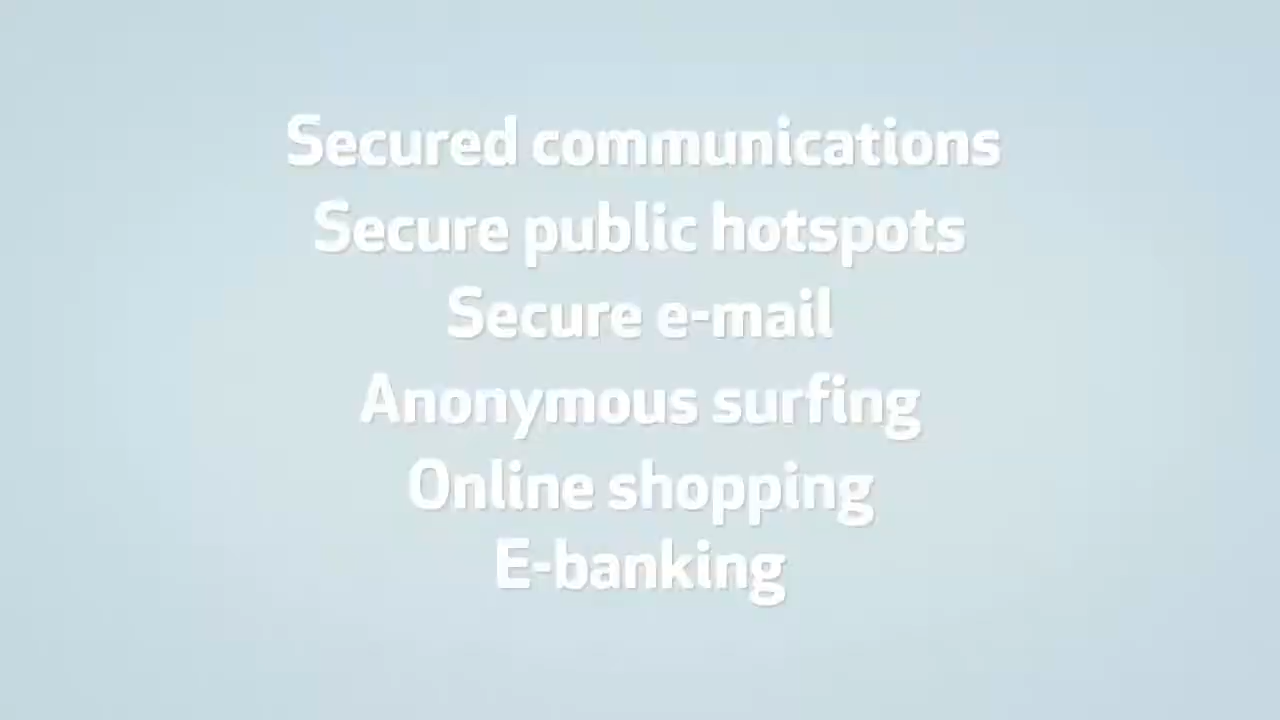 Secured communications
Secure public hotspots
Secure e-mail
Anonymous surfing
Online shopping
E-banking